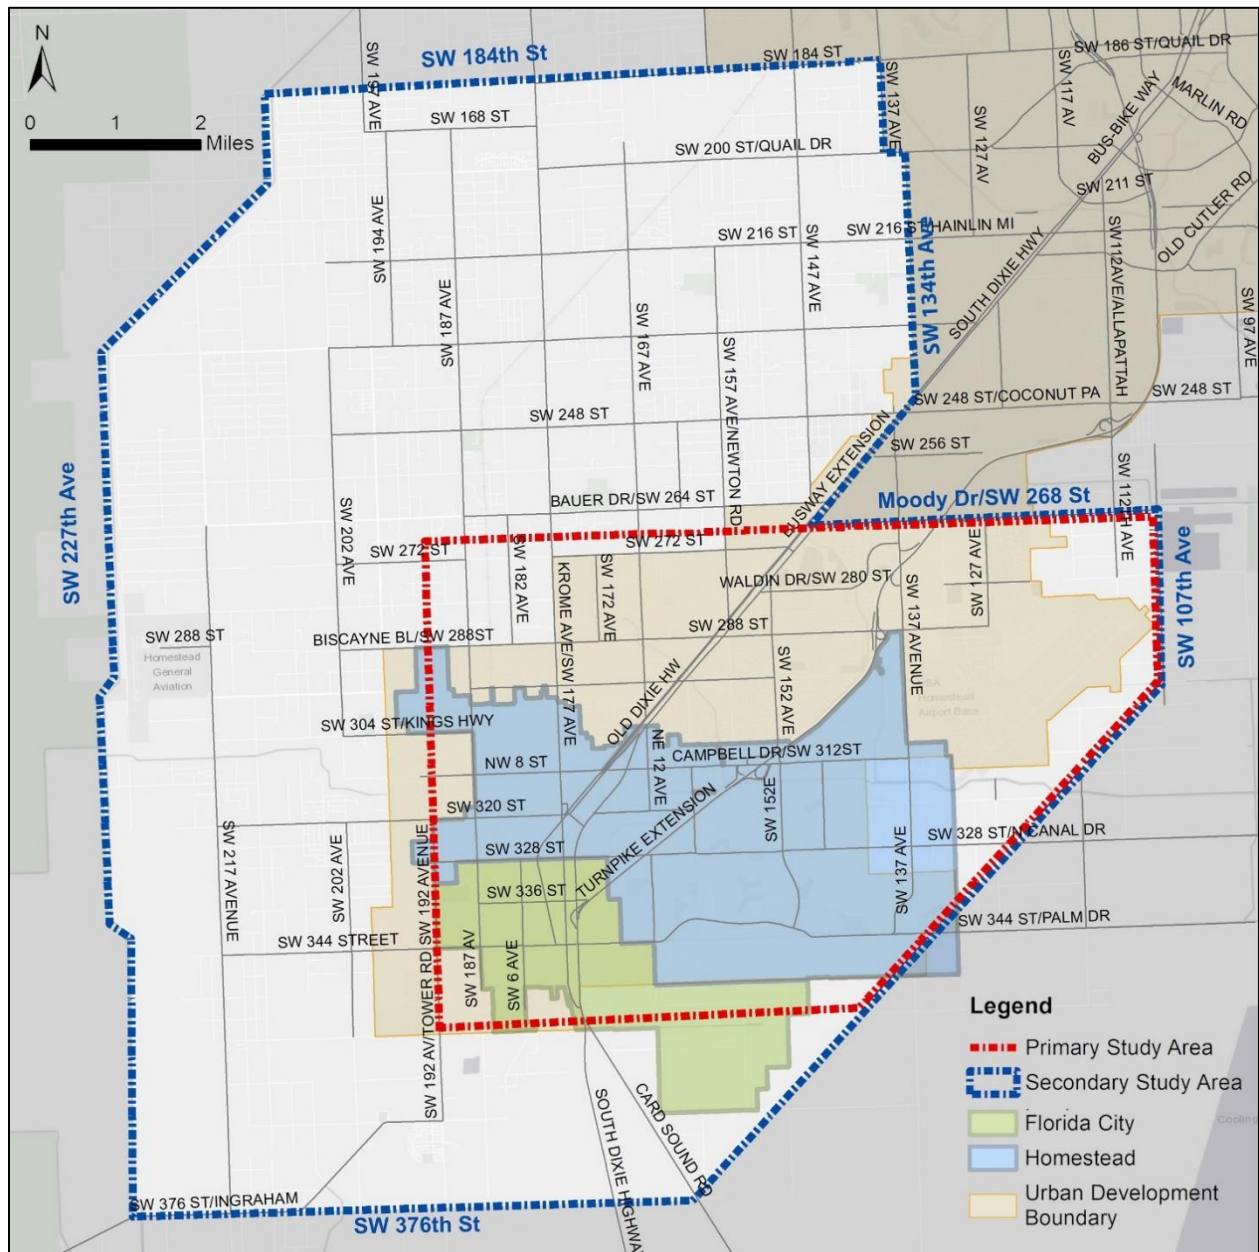 N
0 1 2
Miles
SW 184th St
SW 184 ST
SW 186 ST/QUAIL DR
SW 197 AVE
SW 137 AVE
SW 117 AV
BUS-BIKE WAY
MARLIN RD
SW 168 ST
SW 127 AV
SW 200 ST/QUAIL DR
SW 211 ST
SW 194 AVE
SW 216 ST
SW 216 ST/HAINLIN MI
OLD CUTLER RD
SW 147 AVE
SW 134th Ave
SOUTH DIXIE HWY
SW112AVE/ALLAPATTAH
SW 187 AVE
SW 167 AVE
SW 97 AVE
SW 157 AVE/NEWTON RD
SW 248 ST
SW 248 ST/COCONUT PA
SW 248 ST
SW 256 ST
BUSWAY EXTENSION
SW 227th Ave
BAUER DR/SW 264 ST
Moody Dr/SW 268 St
SW 112TH AVE
SW 202 AVE
SW 272 ST
SW 272 ST
SW 182 AVE
KROME AVE/SW 177 AVE
SW 172 AVE
WALDIN DR/SW 280 ST
SW 127 AVE
SW 137 AVENUE
SW 107th Ave
SW 288 ST
BISCAYNE BL/SW 288ST
SW 288 ST
Homestead
General
Aviation
OLD DIXIE HW
SW 152 AVE
Homestead
Airport Base
SW 304 ST/KINGS HWY
NE 12 AVE
CAMPBELL DR/SW 312ST
NW 8 ST
SW 320 ST
TURNPIKE EXTENSION
SW 152E
SW 217 AVENUE
SW 202 AVE
SW 192 AVENUE
SW 328 ST
SW 137 AVE
SW 328 ST/N CANAL DR
SW 336 ST
SW 344 STREET
SW 187 AV
SW 6 AVE
SW 344 ST/PALM DR
SW 192 AV/TOWER RD
SOUTH DIXIE HIGHWAY
CARD SOUND RD
SW 376 ST/INGRAHAM
SW 376th St
Legend
Primary Study Area
Secondary Study Area
Florida City
Homestead
Urban Development
Boundary
Cooling